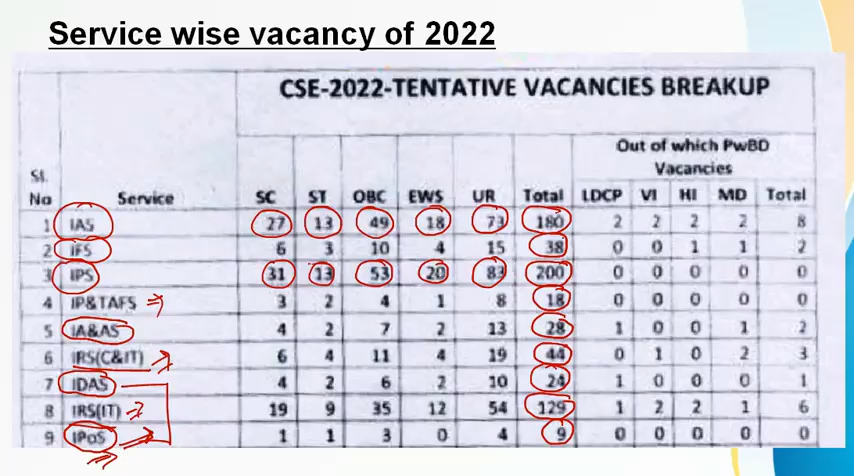 Service wise vacancy of 2022
CSE-2022-TENTATIVE VACANCIES BREAKUP
Out of which PwBD
Vacancies
Sl.
No Service SC ST OBC EWS UR Total LDCP VI HI MD Total
1 IAS 27 13 49 18 73 180 2 2 2 2 8
2 IFS 6 3 10 4 15 38 0 0 1 1 2
3 IPS 31 13 53 20 83 200 0 0 0 0 0
4 IP&TAFS 3 2 4 1 8 18 0 0 0 0 0
5 IA&AS 4 2 7 2 13 28 1 0 0 1 2
6 IRS(C&IT) 6 4 11 4 19 44 0 1 0 2 3
7 IDAS 4 2 6 2 10 24 1 0 0 0 1
8 IRS(IT) 19 9 35 12 54 129 1 2 2 1 6
9 IPoS 1 1 3 0 4 9 0 0 0 0 0